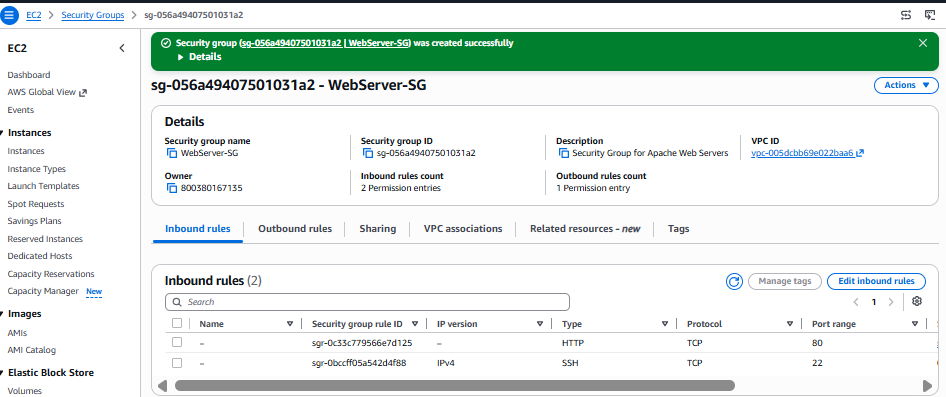 EC2 > Security Groups > sg-056a49407501031a2
EC2
Dashboard
AWS Global View
Events
Instances
Instances
Instance Types
Launch Templates
Spot Requests
Savings Plans
Reserved Instances
Dedicated Hosts
Capacity Reservations
Capacity Manager New
Images
AMIs
AMI Catalog
Elastic Block Store
Volumes
Security group (sg-056a49407501031a2 | WebServer-SG) was created successfully
Details
sg-056a49407501031a2 - WebServer-SG
Actions
Details
Security group name Security group ID Description VPC ID
WebServer-SG sg-056a49407501031a2 Security Group for Apache Web Servers vpc-005dcbb69e022baa6
Owner Inbound rules count Outbound rules count
800380167135 2 Permission entries 1 Permission entry
Inbound rules Outbound rules Sharing VPC associations Related resources - new Tags
Inbound rules (2) Manage tags Edit inbound rules
Search 1
Name Security group rule ID IP version Type Protocol Port range
– sgr-0c33c779566e7d125 – HTTP TCP 80
– sgr-0bccff05a542d4f88 IPv4 SSH TCP 22